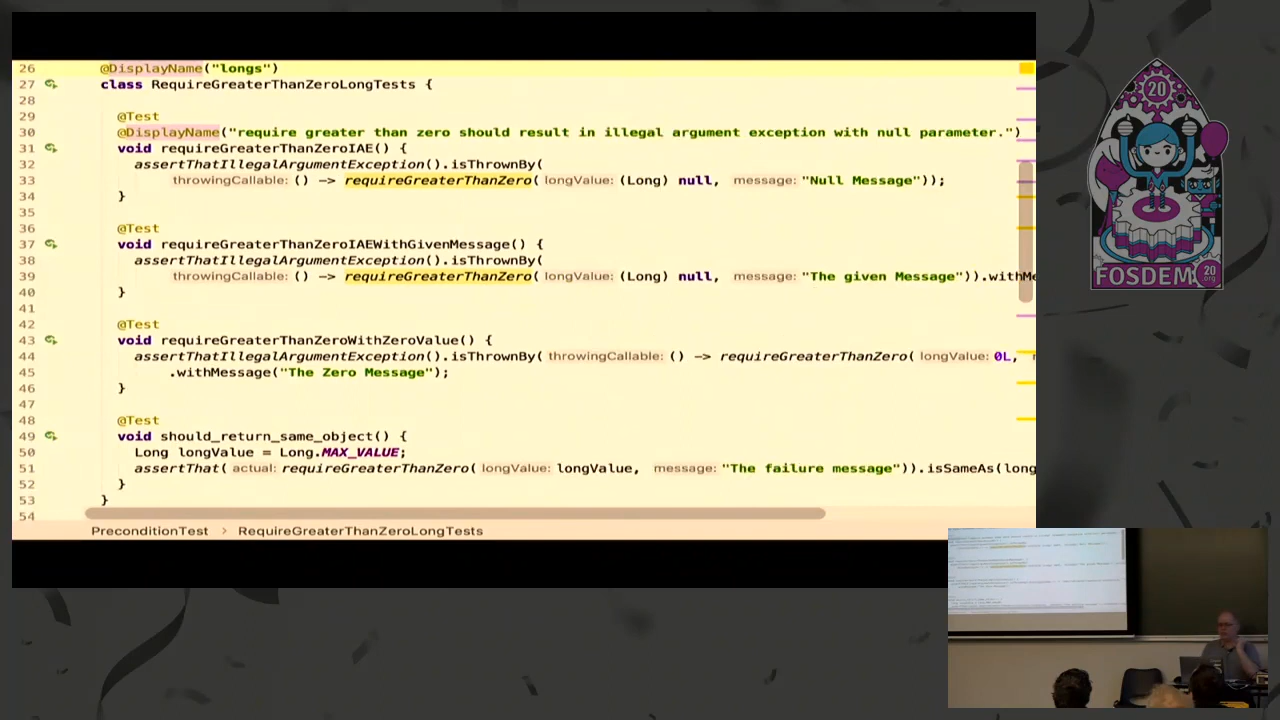 26 @DisplayName("longs")
27 class RequireGreaterThanZeroLongTests {
28
29 @Test
30 @DisplayName("require greater than zero should result in illegal argument exception with null parameter.")
31 void requireGreaterThanZeroIAE() {
32 assertThatIllegalArgumentException().isThrownBy(
33 throwingCallable: () -> requireGreaterThanZero( longValue: (Long) null, message: "Null Message"));
34 }
35
36 @Test
37 void requireGreaterThanZeroIAEWithGivenMessage() {
38 assertThatIllegalArgumentException().isThrownBy(
39 throwingCallable: () -> requireGreaterThanZero( longValue: (Long) null, message: "The given Message")).withMe
40 }
41
42 @Test
43 void requireGreaterThanZeroWithZeroValue() {
44 assertThatIllegalArgumentException().isThrownBy( throwingCallable: () -> requireGreaterThanZero( longValue: 0L,
45 .withMessage("The Zero Message");
46 }
47
48 @Test
49 void should_return_same_object() {
50 Long longValue = Long.MAX_VALUE;
51 assertThat( actual: requireGreaterThanZero( longValue: longValue, message: "The failure message")).isSameAs(long
52 }
53 }
54
PreconditionTest > RequireGreaterThanZeroLongTests
20
FOSDEM 20
.org